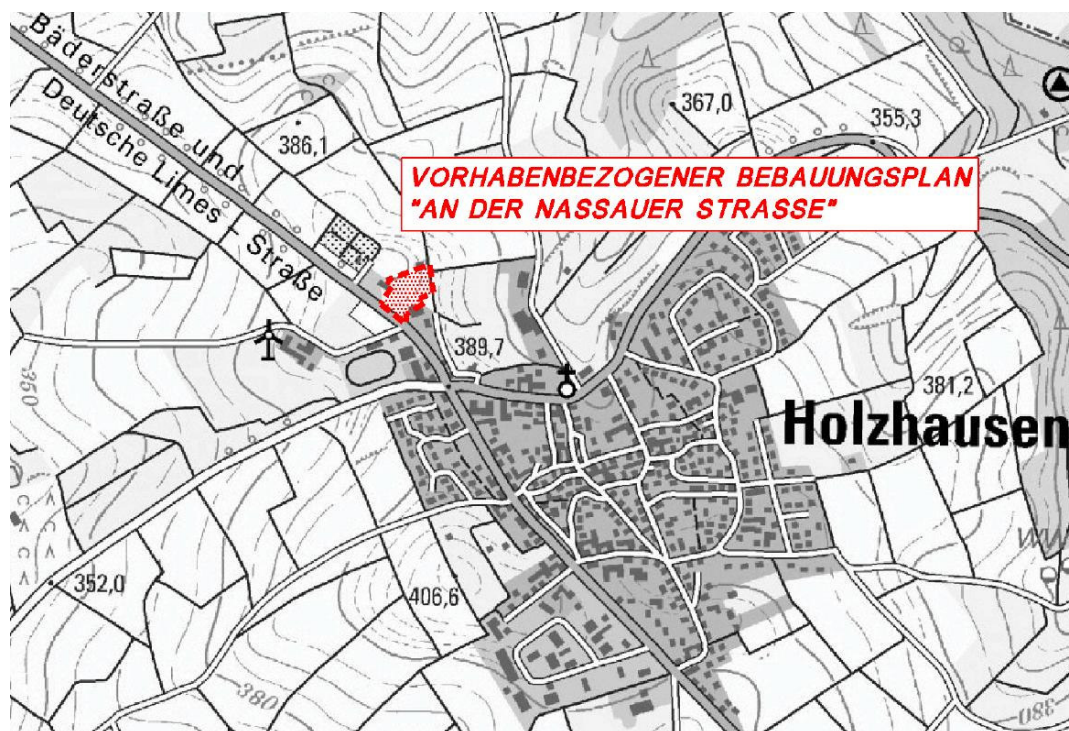 Bäderstraße und
Deutsche Limes - Straße
386,1
367,0
355,3
VORHABENBEZOGENER BEBAUUNGSPLAN
"AN DER NASSAUER STRASSE"
389,7
350
381,2
Holzhausen
352,0
406,6
380
380